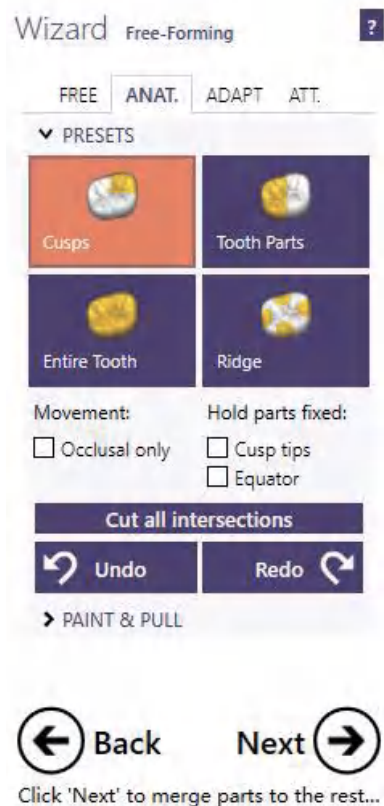 Wizard Free-Forming ?
FREE ANAT. ADAPT ATT.
PRESETS
Cusps Tooth Parts
Entire Tooth Ridge
Movement: Hold parts fixed:
Occlusal only Cusp tips
Equator
Cut all intersections
Undo Redo
PAINT & PULL
Back Next
Click 'Next' to merge parts to the rest...